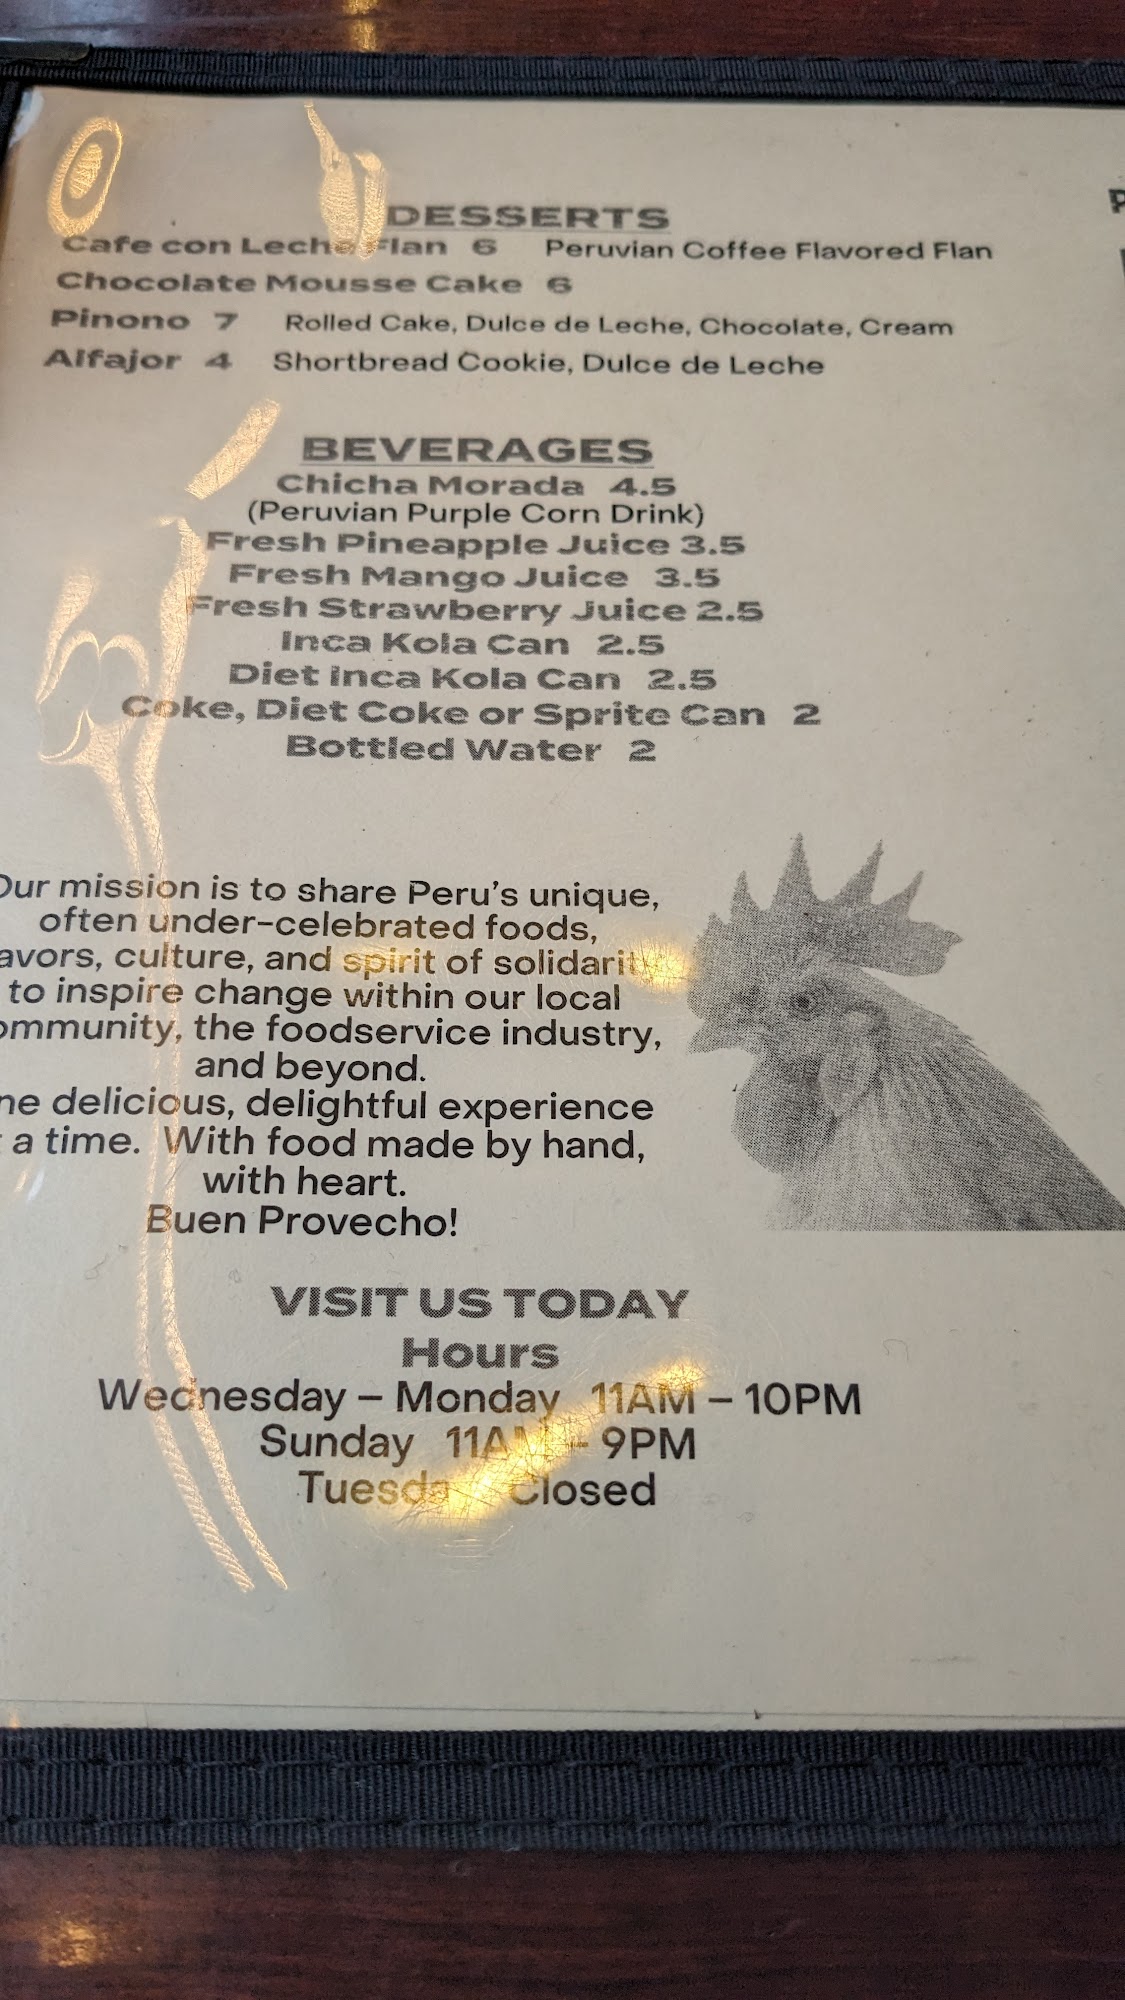 DESSERTS
Cafe con Leche Flan 6 Peruvian Coffee Flavored Flan
Chocolate Mousse Cake 6
Pinono 7 Rolled Cake, Dulce de Leche, Chocolate, Cream
Alfajor 4 Shortbread Cookie, Dulce de Leche
BEVERAGES
Chicha Morada 4.5
(Peruvian Purple Corn Drink)
Fresh Pineapple Juice 3.5
Fresh Mango Juice 3.5
Fresh Strawberry Juice 2.5
Inca Kola Can 2.5
Diet Inca Kola Can 2.5
Coke, Diet Coke or Sprite Can 2
Bottled Water 2
Our mission is to share Peru's unique,
often under-celebrated foods,
avors, culture, and spirit of solidarity
to inspire change within our local
ommunity, the foodservice industry,
and beyond.
ne delicious, delightful experience
a time. With food made by hand,
with heart.
Buen Provecho!
VISIT US TODAY
Hours
Wednesday – Monday 11AM – 10PM
Sunday 11AM – 9PM
Tuesday Closed